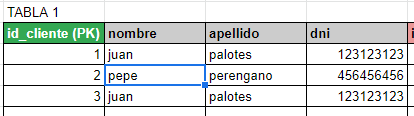 TABLA 1
id_cliente (PK) nombre apellido dni i
1 juan palotes 123123123
2 pepe perengano 456456456
3 juan palotes 123123123